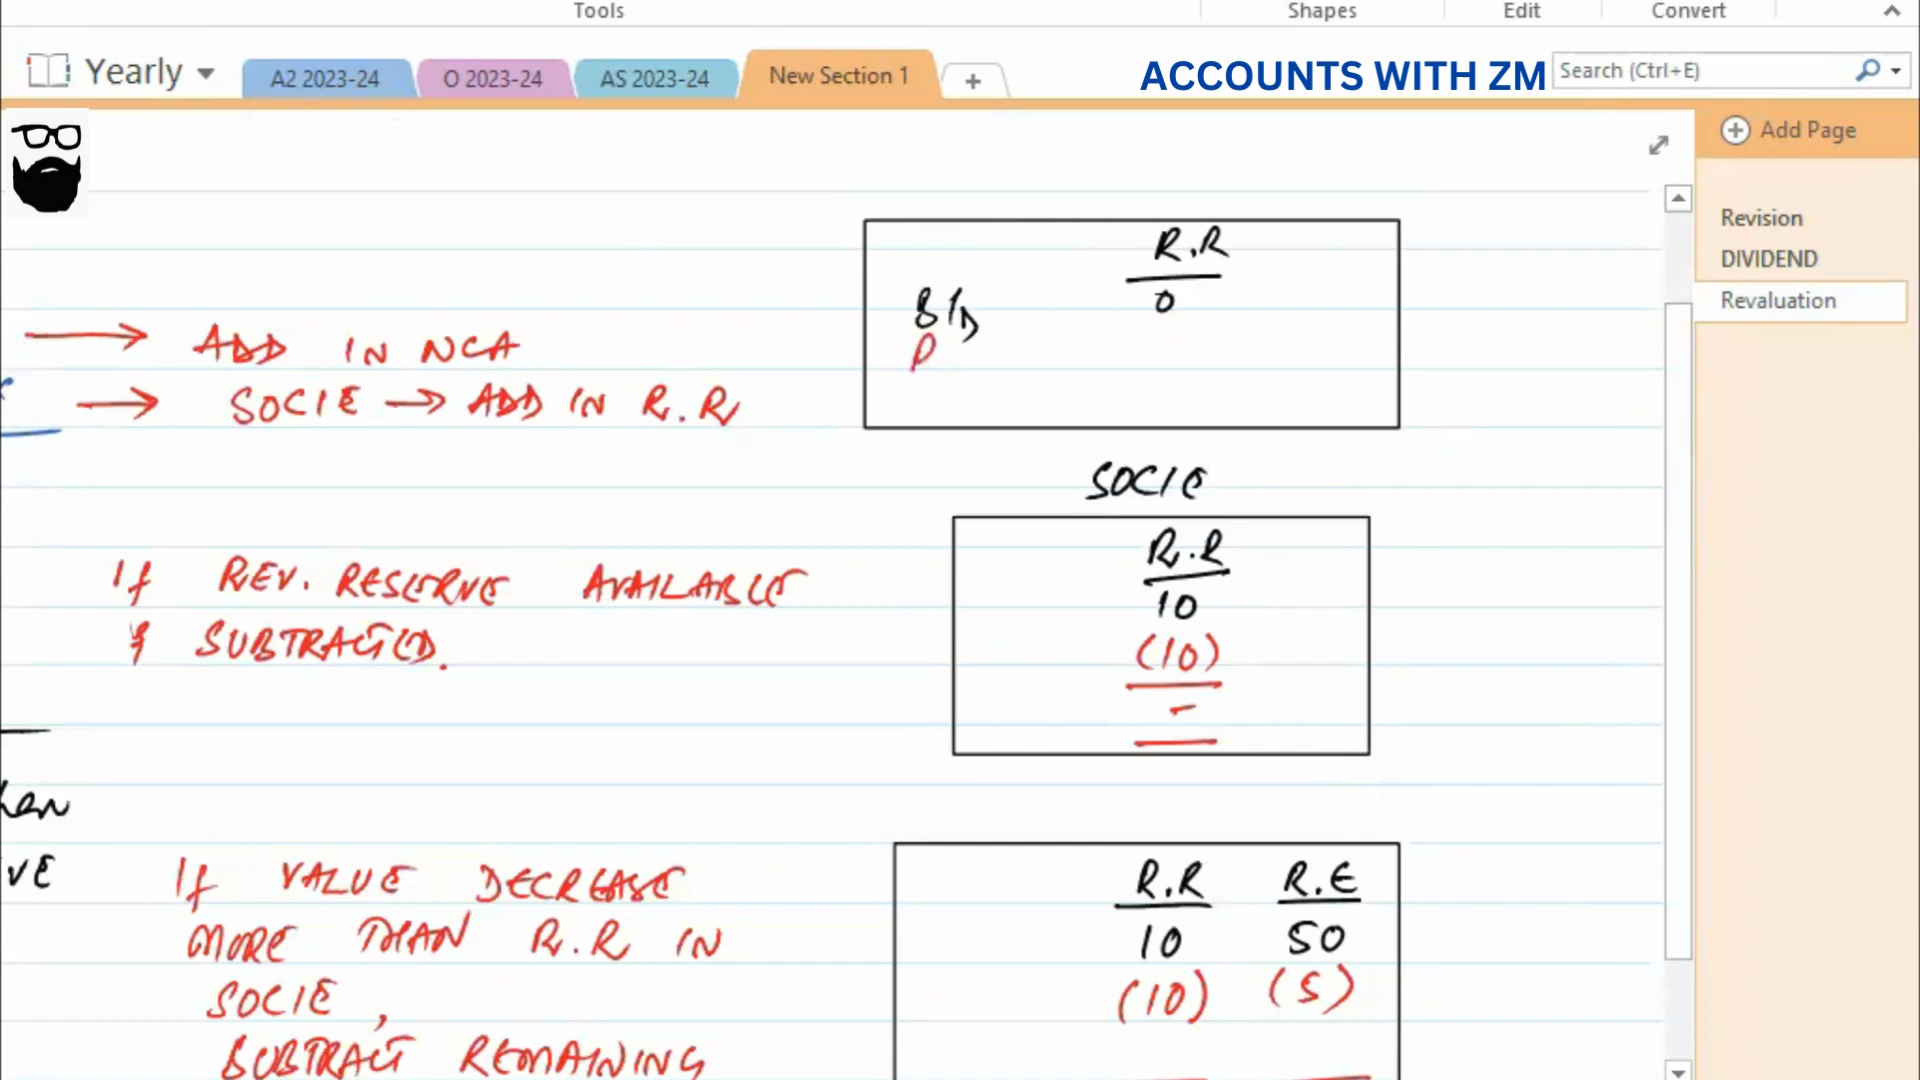 Tools Shapes Edit Convert
Yearly A2 2023-24 O 2023-24 AS 2023-24 New Section 1 + ACCOUNTS WITH ZM Search (Ctrl+E)
Add Page
Revision
DIVIDEND
Revaluation
R.R
B/D 0
→ ADD IN NCA
→ SOCIE → ADD IN R.R
SOCIE
R.R
10
(10)
-
If REV. RESERVE AVAILABLE
& SUBTRACTED.
VE
If VALUE DECREASE
MORE THAN R.R IN
SOCIE,
SUBTRACT REMAINING
R.R R.E
10 50
(10) (5)